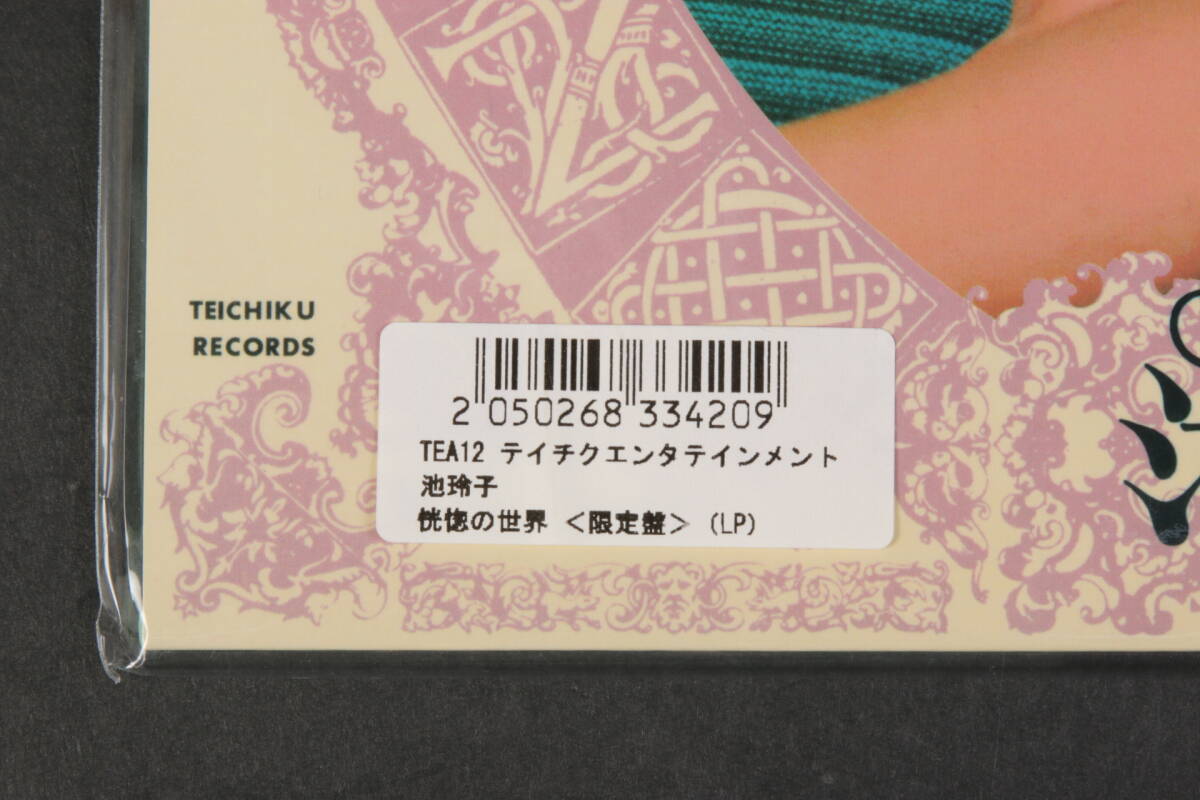 TEICHIKU
RECORDS
2 050268 334209
TEA12 テイチクエンタテインメント
池玲子
恍惚の世界 <限定盤> (LP)